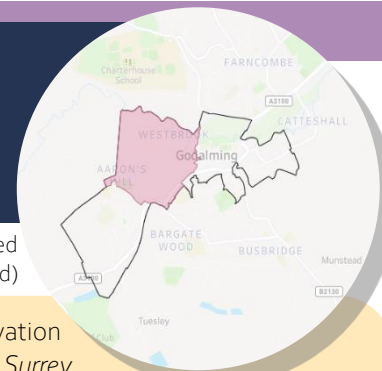 FARNCOMBE
Charterhouse
School
A3100
CATTESHALL
WESTBROOK
Godalming
AARON'S
HILL
BARGATE
WOOD
BUSBRIDGE
Munstead
B2130
Tuesley
Club
ed
d)
vation
Surrey